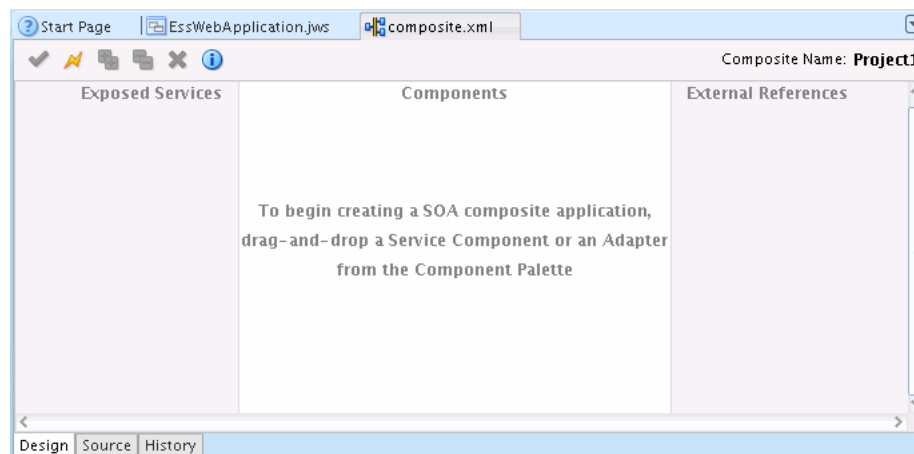 Start Page EssWebApplication.jws composite.xml
Composite Name: Project1
Exposed Services Components External References
To begin creating a SOA composite application,
drag-and-drop a Service Component or an Adapter
from the Component Palette
Design Source History